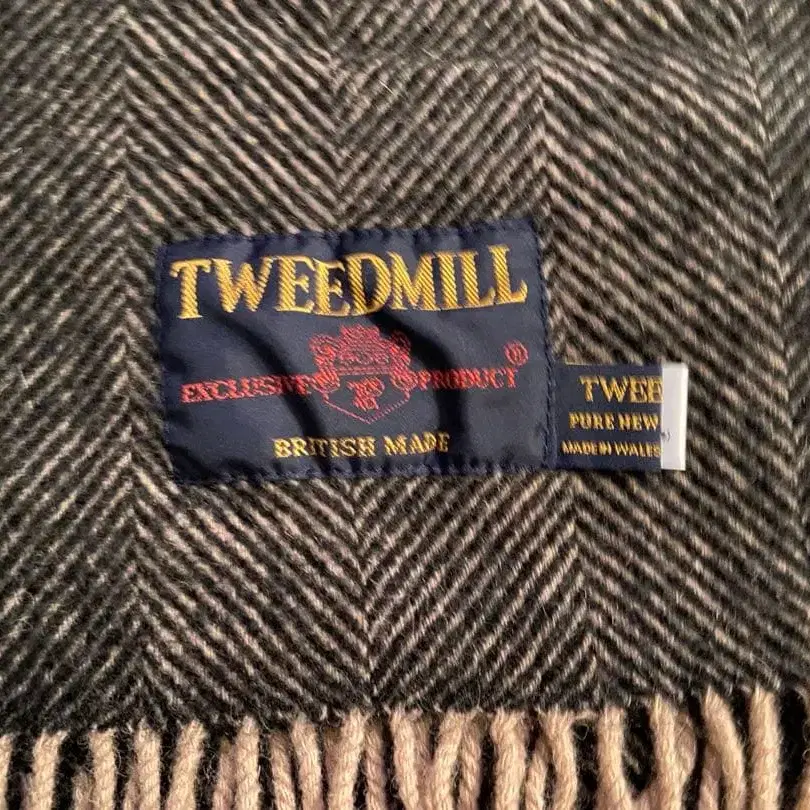 TWEEDMILL
EXCLUSIVE PRODUCT®
BRITISH MADE
TWEE
PURE NEW
MADE IN WALES